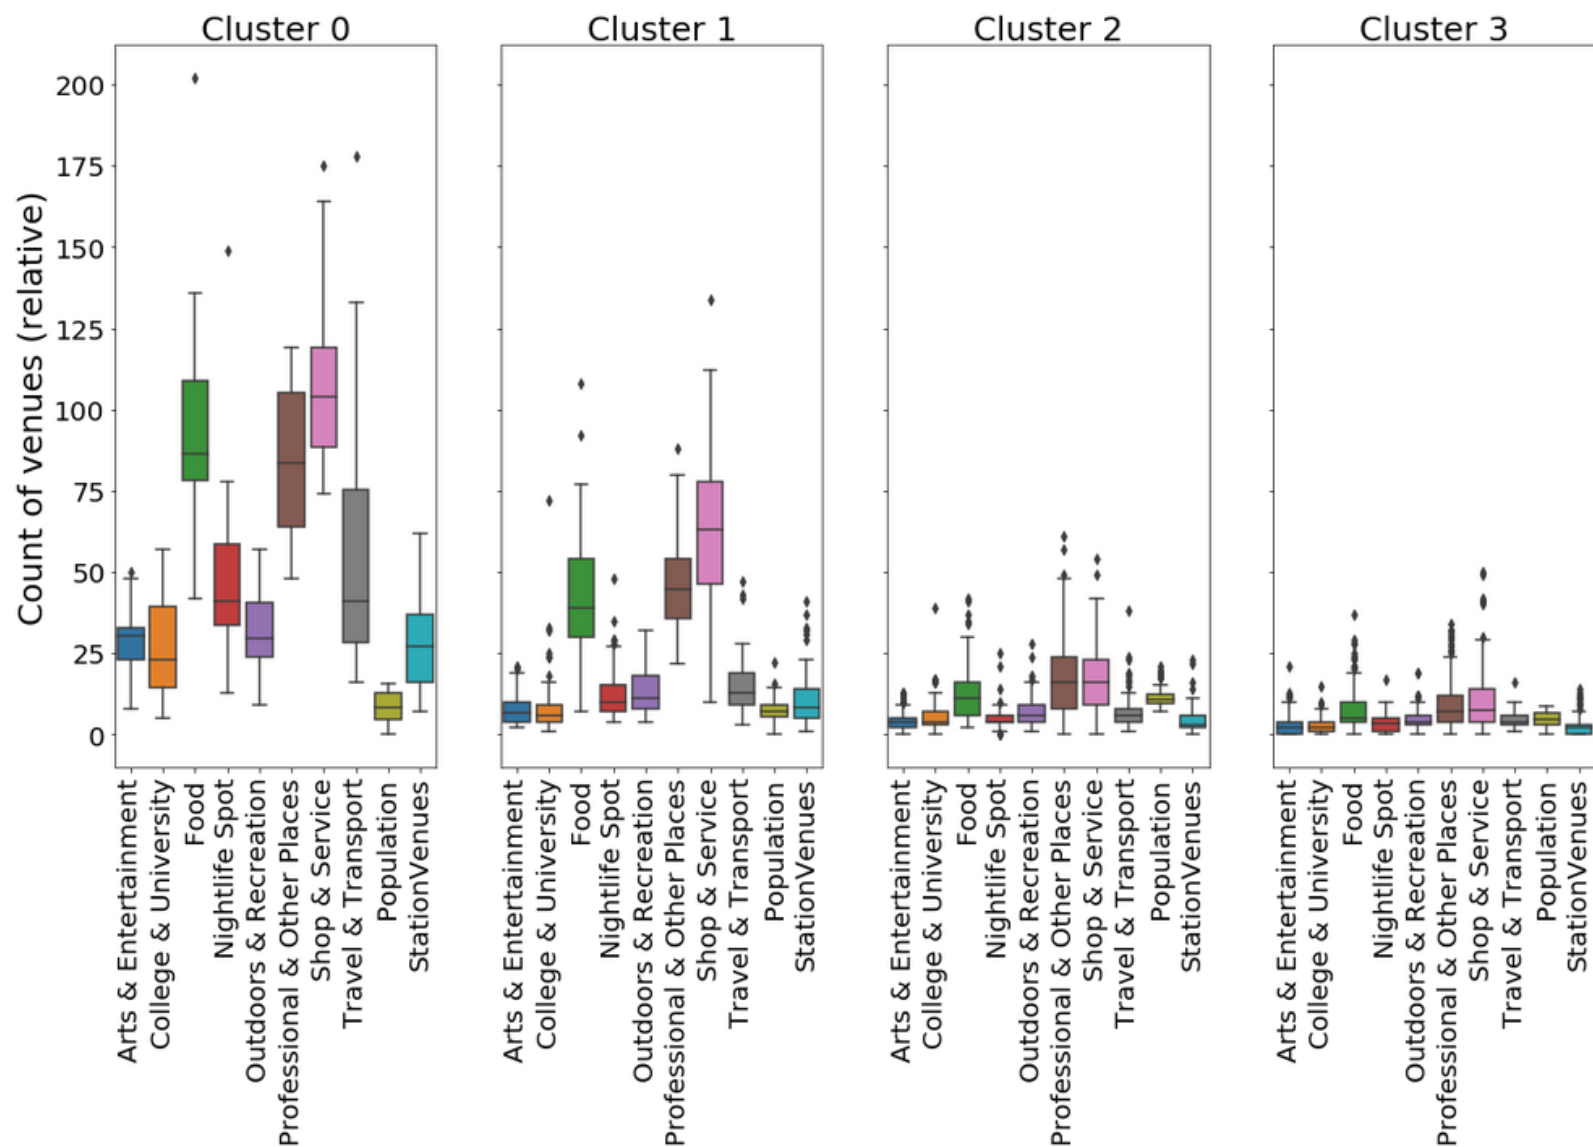 Cluster 0
Cluster 1
Cluster 2
Cluster 3
Count of venues (relative)
200
175
150
125
100
75
50
25
0
Arts & Entertainment
College & University
Food
Nightlife Spot
Outdoors & Recreation
Professional & Other Places
Shop & Service
Travel & Transport
Population
StationVenues
Arts & Entertainment
College & University
Food
Nightlife Spot
Outdoors & Recreation
Professional & Other Places
Shop & Service
Travel & Transport
Population
StationVenues
Arts & Entertainment
College & University
Food
Nightlife Spot
Outdoors & Recreation
Professional & Other Places
Shop & Service
Travel & Transport
Population
StationVenues
Arts & Entertainment
College & University
Food
Nightlife Spot
Outdoors & Recreation
Professional & Other Places
Shop & Service
Travel & Transport
Population
StationVenues